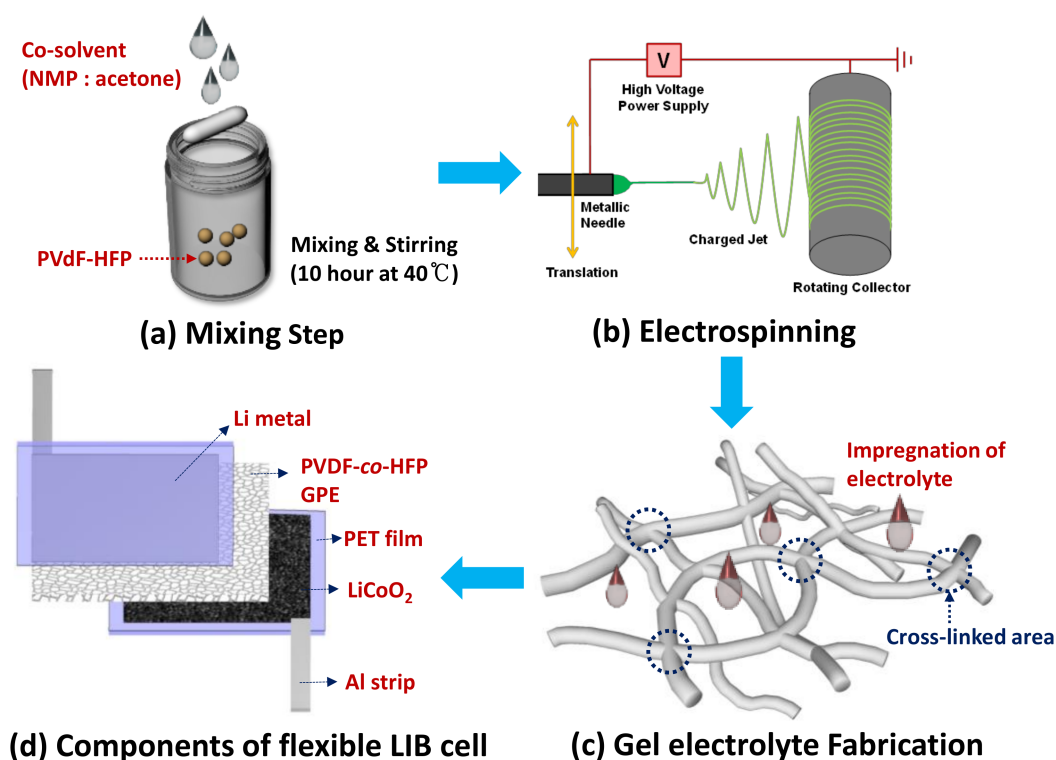 Co-solvent
(NMP : acetone)
PVdF-HFP
Mixing & Stirring
(10 hour at 40℃)
(a) Mixing Step
V
High Voltage
Power Supply
Metallic
Needle
Charged Jet
Translation
Rotating Collector
(b) Electrospinning
Li metal
PVDF-co-HFP
GPE
PET film
LiCoO₂
Al strip
(d) Components of flexible LIB cell
Impregnation of
electrolyte
Cross-linked area
(c) Gel electrolyte Fabrication